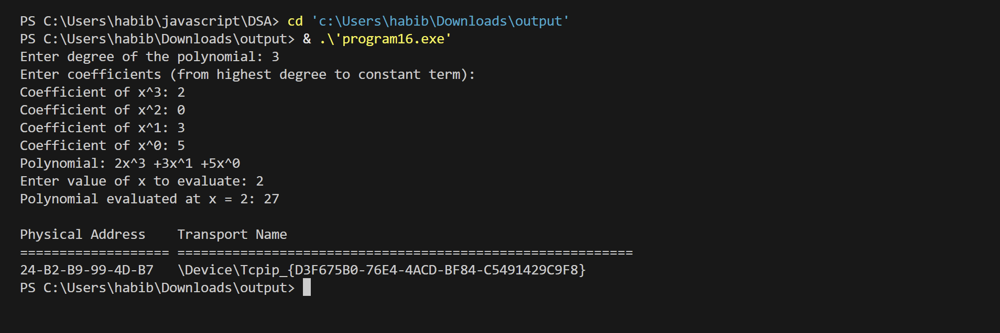 PS C:\Users\habib\javascript\DSA> cd 'c:\Users\habib\Downloads\output'
PS C:\Users\habib\Downloads\output> & .\'program16.exe'
Enter degree of the polynomial: 3
Enter coefficients (from highest degree to constant term):
Coefficient of x^3: 2
Coefficient of x^2: 0
Coefficient of x^1: 3
Coefficient of x^0: 5
Polynomial: 2x^3 +3x^1 +5x^0
Enter value of x to evaluate: 2
Polynomial evaluated at x = 2: 27
Physical Address    Transport Name
=================== ==========================================================
24-B2-B9-99-4D-B7   \Device\Tcpip_{D3F675B0-76E4-4ACD-BF84-C5491429C9F8}
PS C:\Users\habib\Downloads\output>